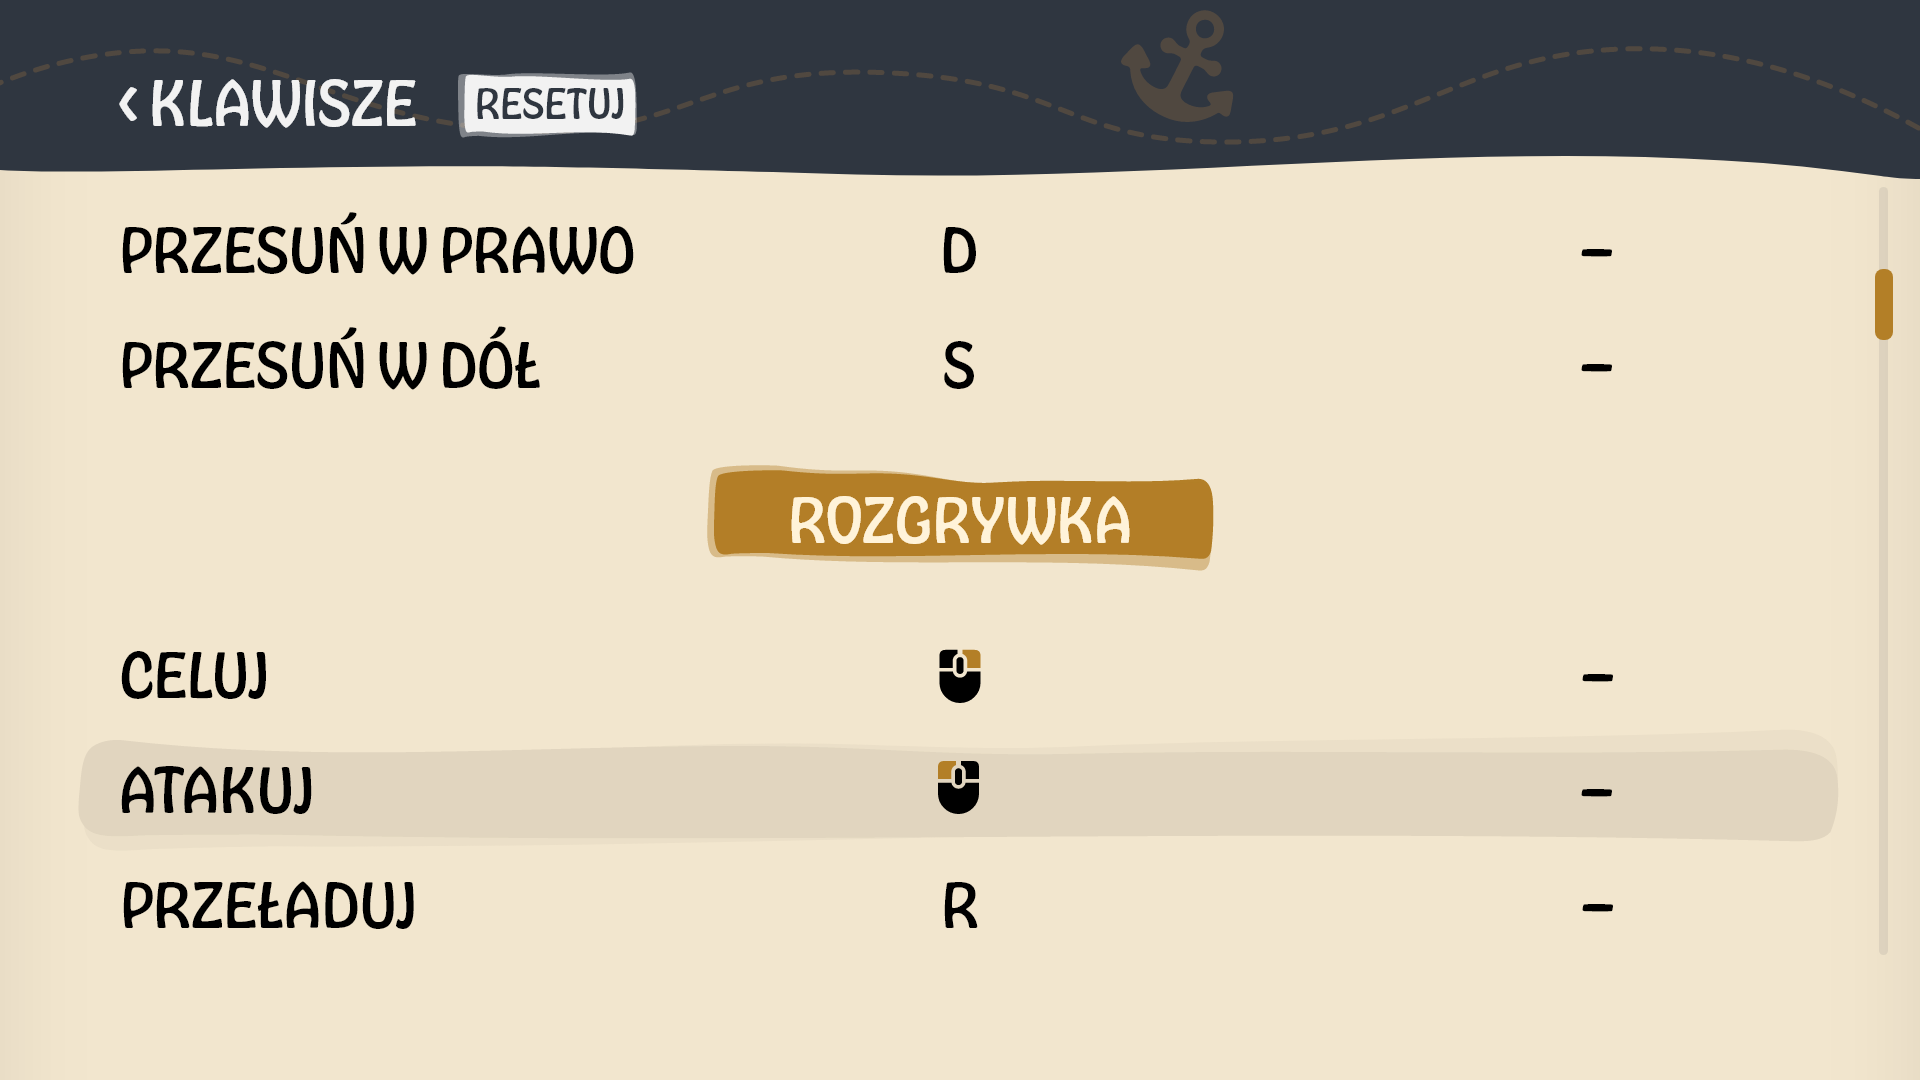 KLAWISZE RESETUJ
PRZESUŃ W PRAWO D –
PRZESUŃ W DÓŁ S –
ROZGRYWKA
CELUJ –
ATAKUJ –
PRZEŁADUJ R –